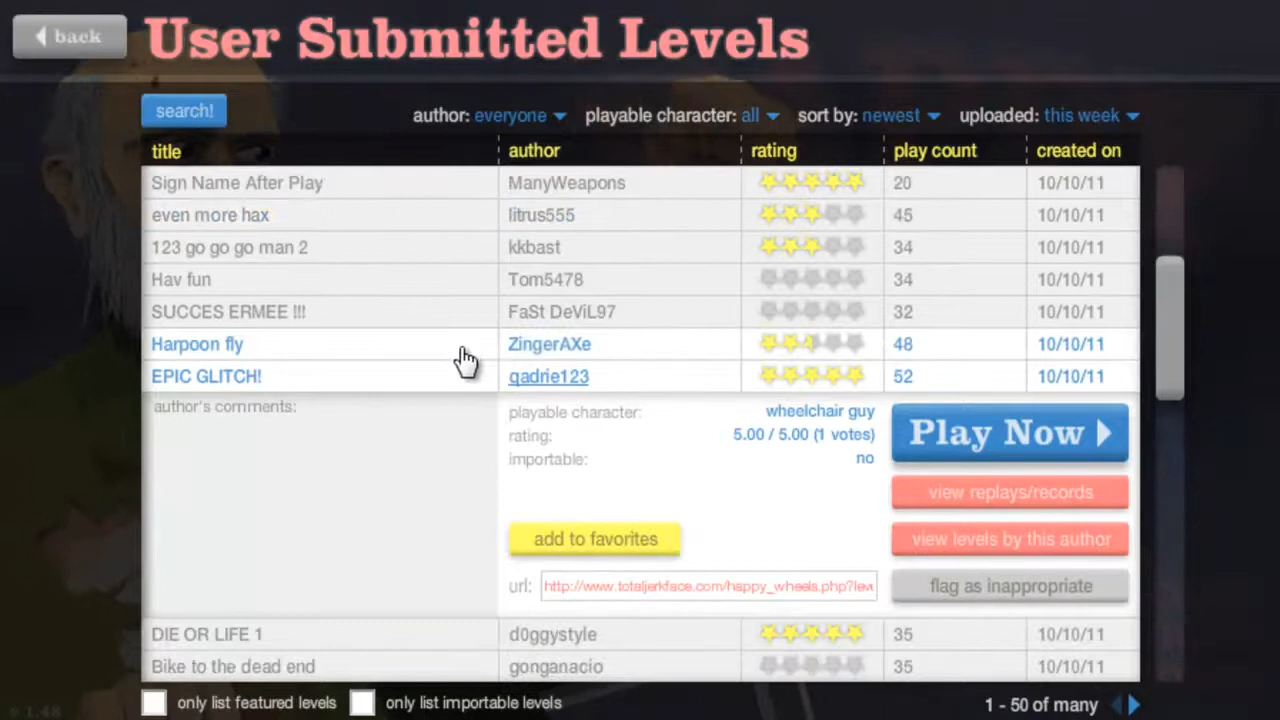 back
User Submitted Levels
search!
author: everyone playable character: all sort by: newest uploaded: this week
title author rating play count created on
Sign Name After Play ManyWeapons 20 10/10/11
even more hax litrus555 45 10/10/11
123 go go go man 2 kkbast 34 10/10/11
Hav fun Tom5478 34 10/10/11
SUCCES ERMEE !!! FaSt DeViL97 32 10/10/11
Harpoon fly ZingerAXe 48 10/10/11
EPIC GLITCH! qadrie123 52 10/10/11
author's comments:
playable character: wheelchair guy
rating: 5.00 / 5.00 (1 votes)
importable: no
Play Now
view replays/records
add to favorites
view levels by this author
url: http://www.totaljerkface.com/happy_wheels.php?lev
flag as inappropriate
DIE OR LIFE 1 d0ggystyle 35 10/10/11
Bike to the dead end gonganacio 35 10/10/11
only list featured levels only list importable levels 1 - 50 of many
v 1.48